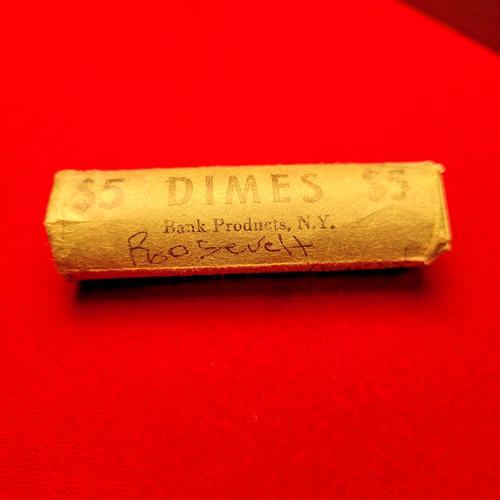 $5 DIMES $5
Bank Products, N.Y.
Roosevelt